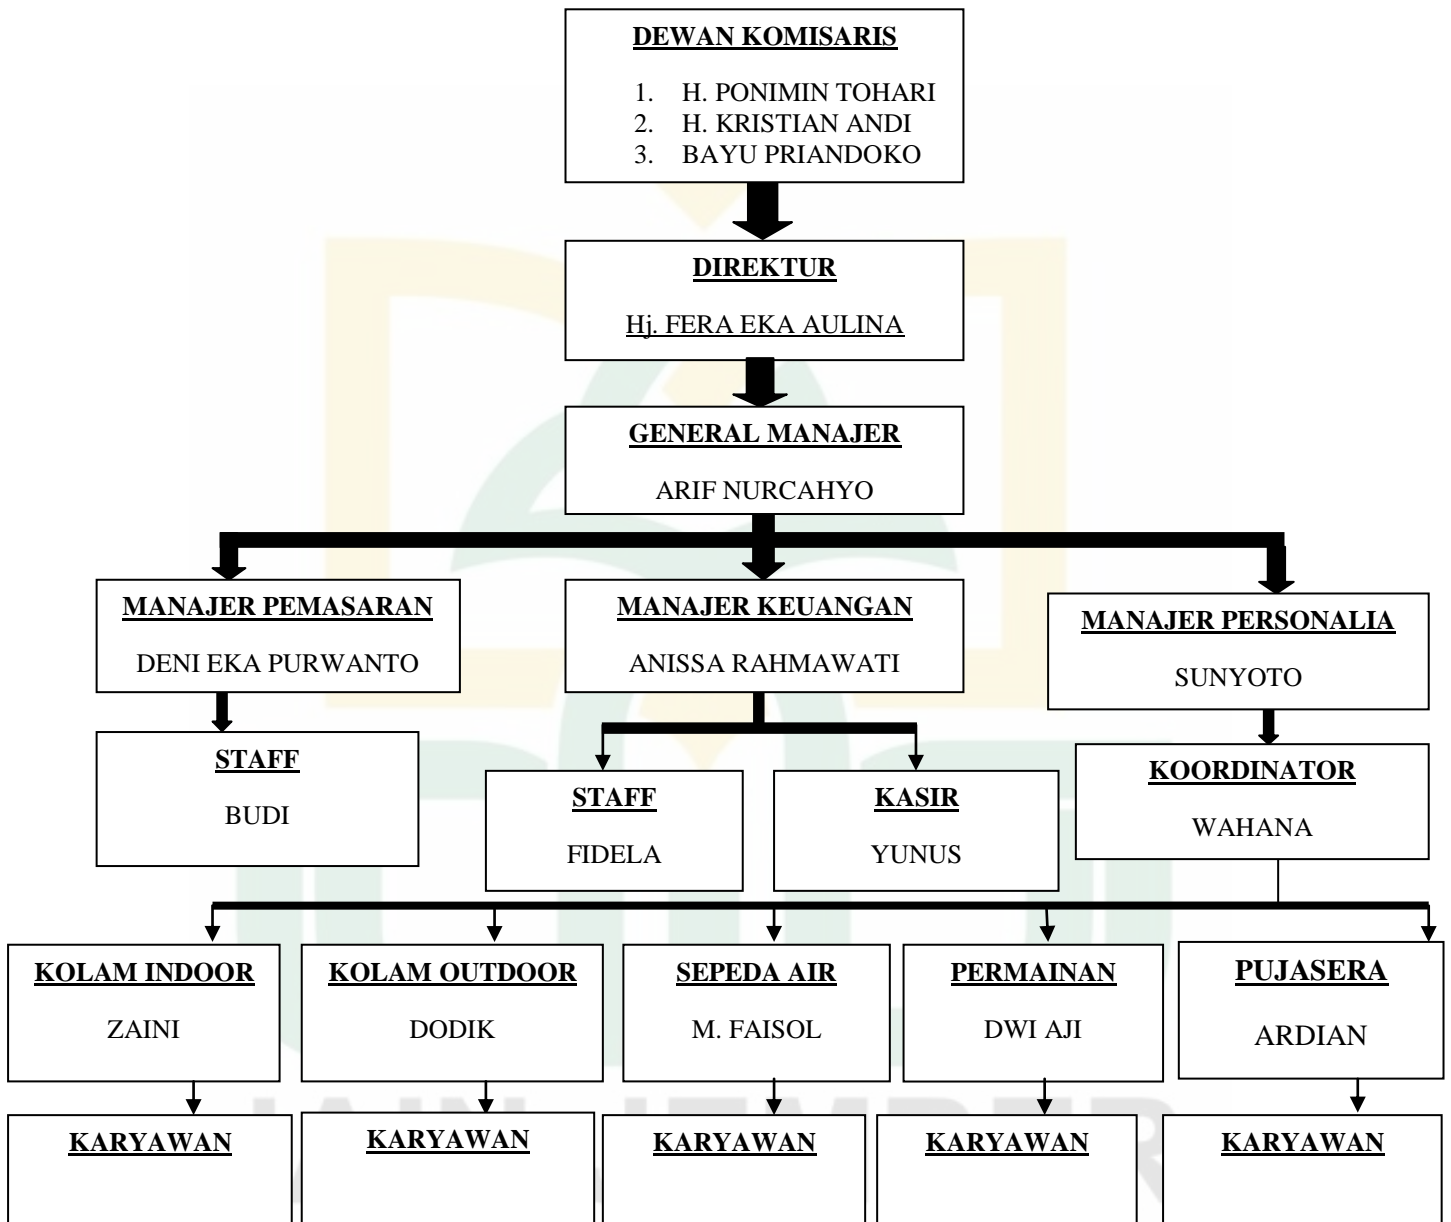 DEWAN KOMISARIS
1. H. PONIMIN TOHARI
2. H. KRISTIAN ANDI
3. BAYU PRIANDOKO
DIREKTUR
Hj. FERA EKA AULINA
GENERAL MANAJER
ARIF NURCAHYO
MANAJER PEMASARAN
DENI EKA PURWANTO
MANAJER KEUANGAN
ANISSA RAHMAWATI
MANAJER PERSONALIA
SUNYOTO
STAFF
BUDI
STAFF
FIDELA
KASIR
YUNUS
KOORDINATOR
WAHANA
KOLAM INDOOR
ZAINI
KOLAM OUTDOOR
DODIK
SEPEDA AIR
M. FAISOL
PERMAINAN
DWI AJI
PUJASERA
ARDIAN
KARYAWAN
KARYAWAN
KARYAWAN
KARYAWAN
KARYAWAN
IAIN JEMBER